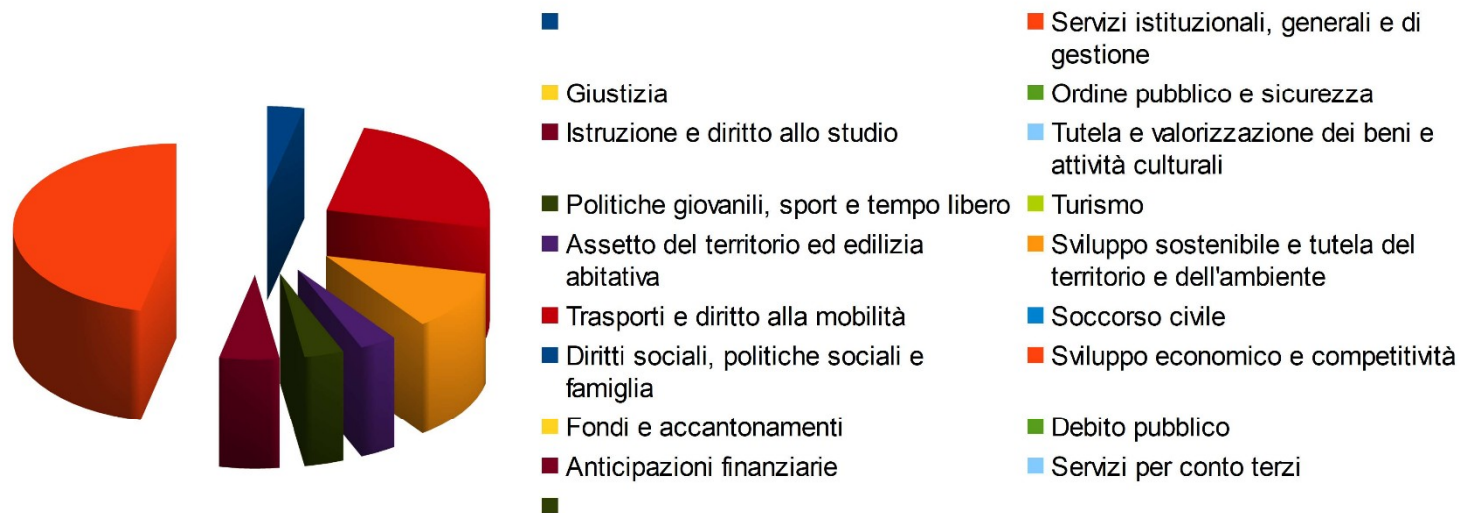 Servizi istituzionali, generali e di
gestione
Giustizia
Ordine pubblico e sicurezza
Istruzione e diritto allo studio
Tutela e valorizzazione dei beni e
attività culturali
Politiche giovanili, sport e tempo libero
Turismo
Assetto del territorio ed edilizia
abitativa
Sviluppo sostenibile e tutela del
territorio e dell'ambiente
Trasporti e diritto alla mobilità
Soccorso civile
Diritti sociali, politiche sociali e
famiglia
Sviluppo economico e competitività
Fondi e accantonamenti
Debito pubblico
Anticipazioni finanziarie
Servizi per conto terzi